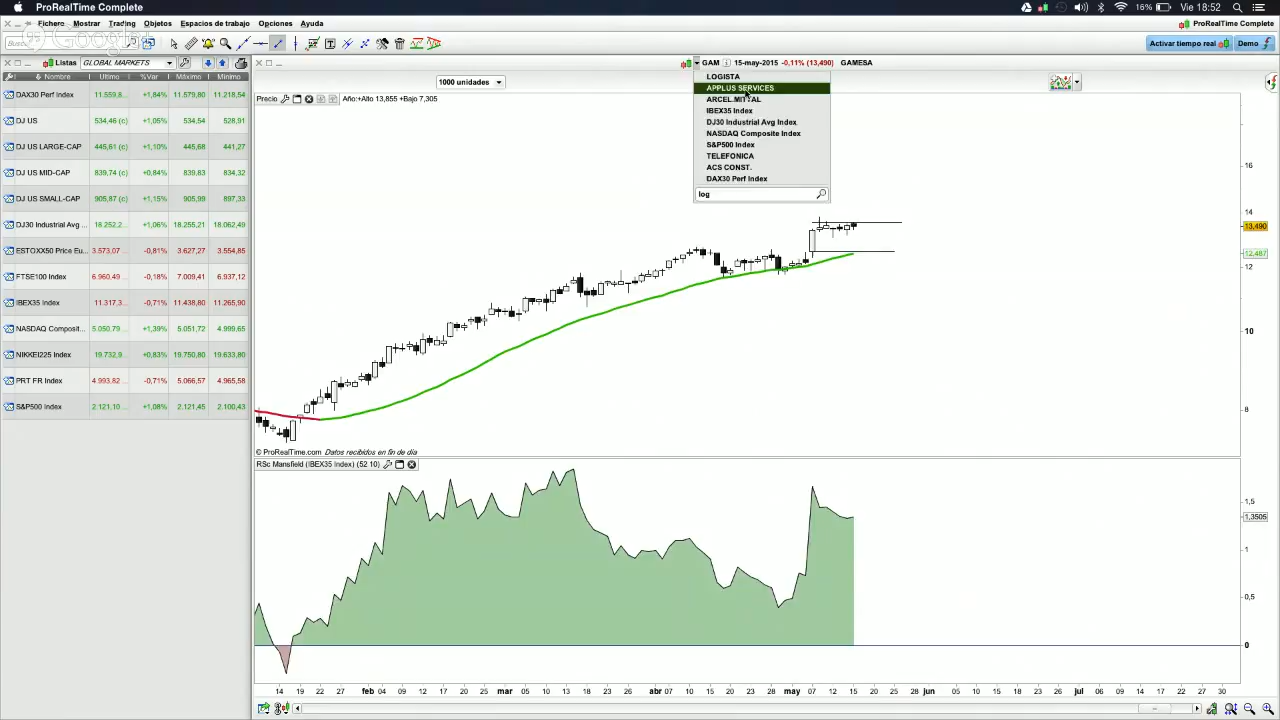 ProRealTime Complete
16% Vie 18:52
Fichero Mostrar Trading Objetos Espacios de trabajo Opciones Ayuda
ProRealTime Complete
Activar tiempo real Demo
Listas GLOBAL MARKETS
GAM 15-may-2015 -0,11% (13,490) GAMESA
Nombre Último %Var Máximo Mínimo
DAX30 Perf Index 11.559,8... +1,05% 11.579,80 11.218,54
DJ US 534,46 (c) +1,05% 534,54 528,91
DJ US LARGE-CAP 445,61 (c) +1,10% 445,68 441,27
DJ US MID-CAP 839,74 (c) +0,84% 839,83 834,32
DJ US SMALL-CAP 905,87 (c) +1,15% 905,99 897,33
DJ30 Industrial Avg ... 18.252,2... +1,06% 18.255,21 18.062,49
ESTOXX50 Price Eu... 3.573,07 -0,81% 3.627,27 3.554,85
FTSE100 Index 6.960,49 ... -0,18% 7.009,41 6.937,12
IBEX35 Index 11.317,3... -0,71% 11.438,80 11.265,90
NASDAQ Composit... 5.050.79 ... +1,39% 5.051,72 4.999,65
NIKKEI225 Index 19.732,9... +0,83% 19.750,80 19.633,80
PRT FR Index 4.993,82 ... -0,71% 5.066,57 4.965,58
S&P500 Index 2.121,10 ... +1,08% 2.121,45 2.100,43
1000 unidades
Precio Año:+Alto 13,855 +Bajo 7,305
LOGISTA
APPLUS SERVICES
ARCEL.MITTAL
IBEX35 Index
DJ30 Industrial Avg Index
NASDAQ Composite Index
S&P500 Index
TELEFONICA
ACS CONST.
DAX30 Perf Index
log
16
14
13,490
12,487
12
10
8
© ProRealTime.com Datos recibidos en fin de día
RSc Mansfield (IBEX35 Index) (52 10)
1,5
1,3505
1
0,5
0
14 19 22 27 feb 04 09 12 17 20 25 mar 05 10 13 18 23 26 31 abr 07 10 15 20 23 28 may 07 12 15 20 25 28 jun 05 10 15 18 23 26 jul 06 09 14 17 22 27 30